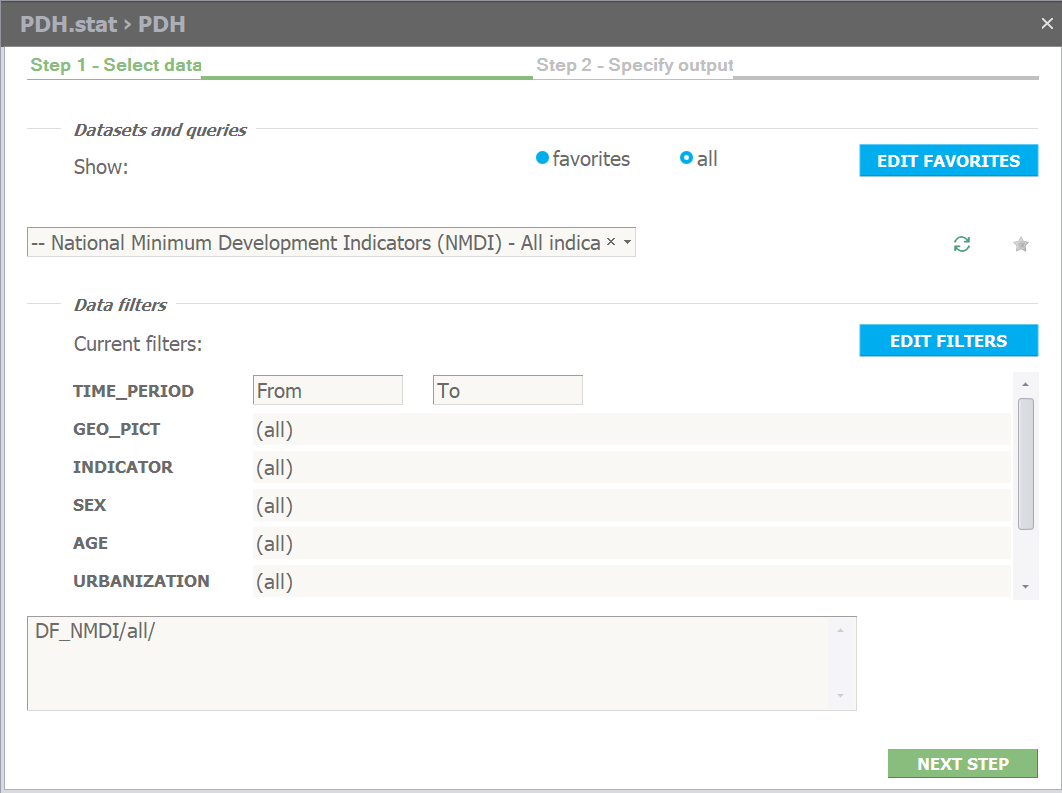 PDH.stat › PDH ×
Step 1 - Select data Step 2 - Specify output
Datasets and queries
Show: favorites all EDIT FAVORITES
-- National Minimum Development Indicators (NMDI) - All indica ×
Data filters
Current filters: EDIT FILTERS
TIME_PERIOD From To
GEO_PICT (all)
INDICATOR (all)
SEX (all)
AGE (all)
URBANIZATION (all)
DF_NMDI/all/
NEXT STEP